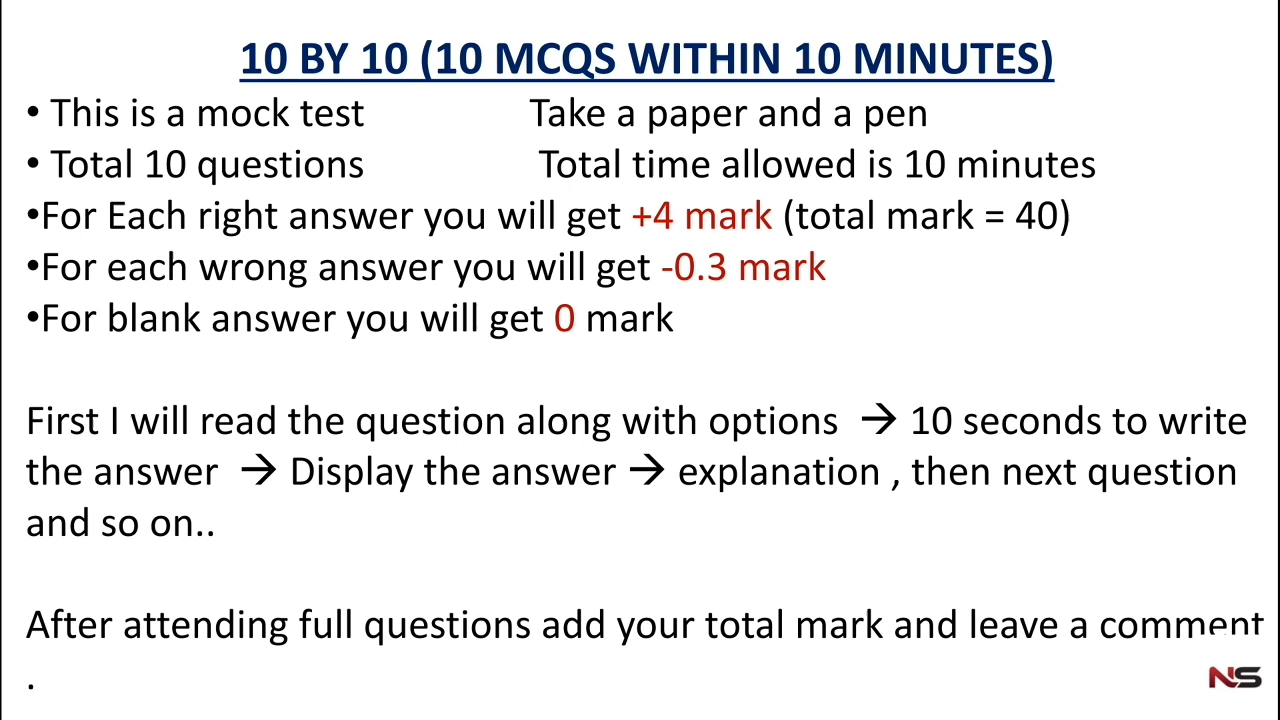 10 BY 10 (10 MCQS WITHIN 10 MINUTES)
• This is a mock test Take a paper and a pen
• Total 10 questions Total time allowed is 10 minutes
•For Each right answer you will get +4 mark (total mark = 40)
•For each wrong answer you will get -0.3 mark
•For blank answer you will get 0 mark
First I will read the question along with options → 10 seconds to write
the answer → Display the answer → explanation , then next question
and so on..
After attending full questions add your total mark and leave a comment
.
NS